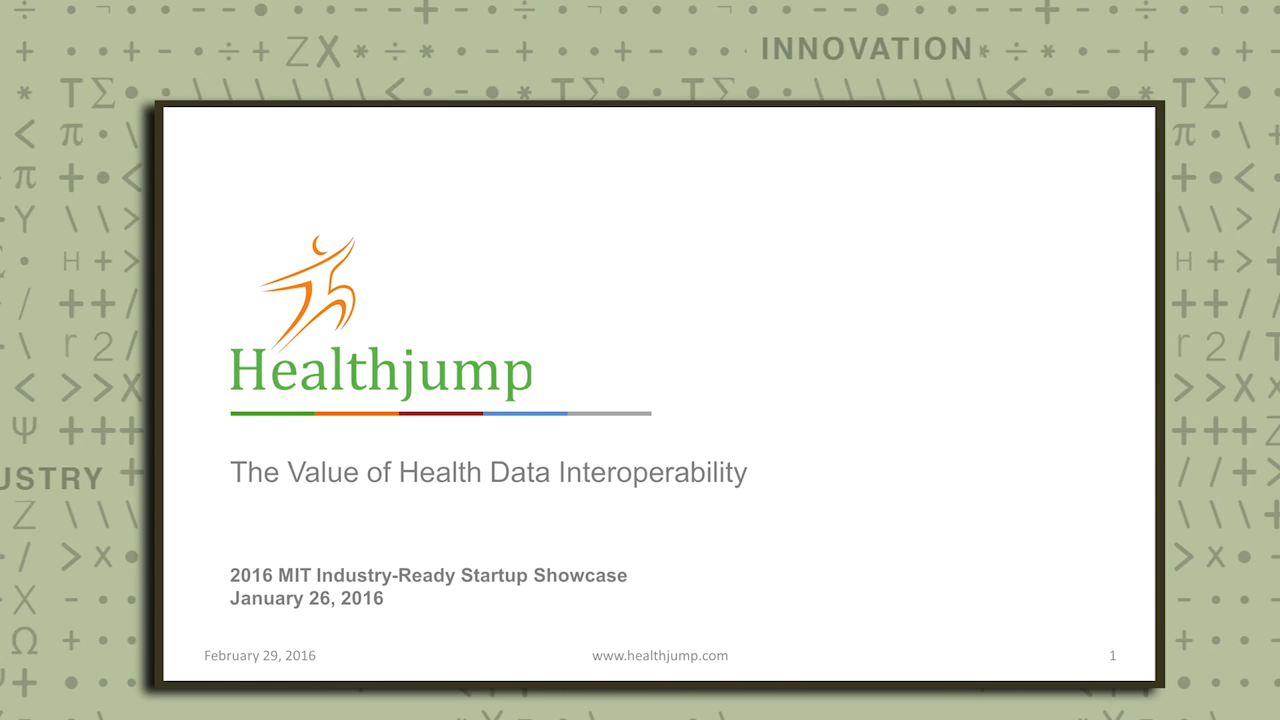 INNOVATION
USTRY
Healthjump
The Value of Health Data Interoperability
2016 MIT Industry-Ready Startup Showcase
January 26, 2016
February 29, 2016
www.healthjump.com
1